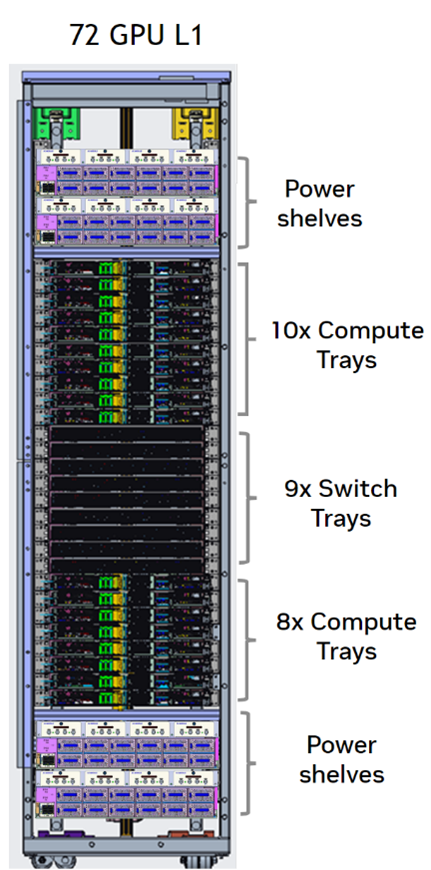 72 GPU L1
Power
shelves
10x Compute
Trays
9x Switch
Trays
8x Compute
Trays
Power
shelves